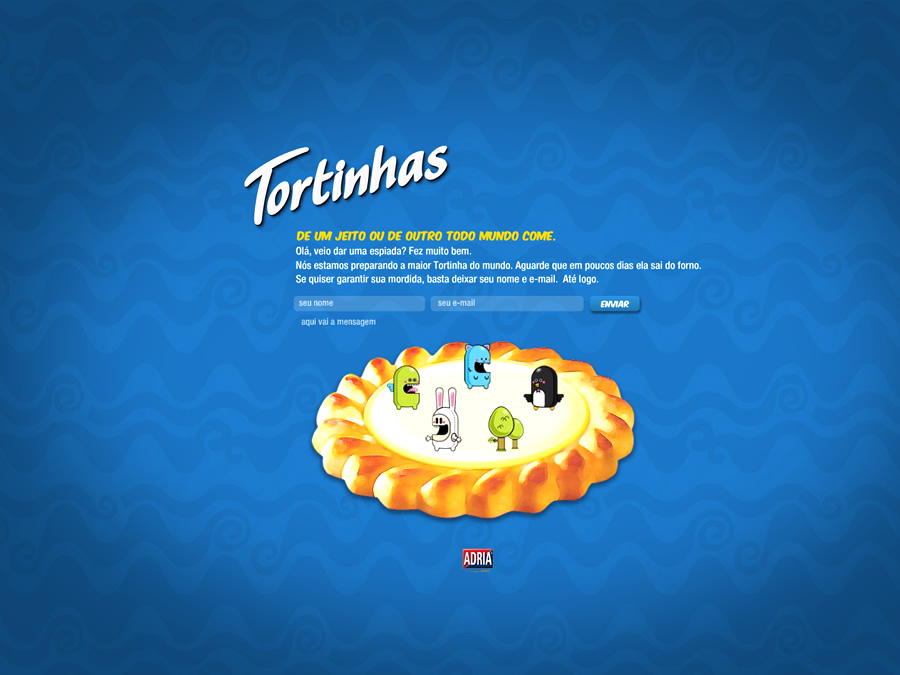 Tortinhas
DE UM JEITO OU DE OUTRO TODO MUNDO COME.
Olá, veio dar uma espiada? Fez muito bem.
Nós estamos preparando a maior Tortinha do mundo. Aguarde que em poucos dias ela sai do forno.
Se quiser garantir sua mordida, basta deixar seu nome e e-mail. Até logo.
seu nome seu e-mail ENVIAR
aqui vai a mensagem
ADRIA